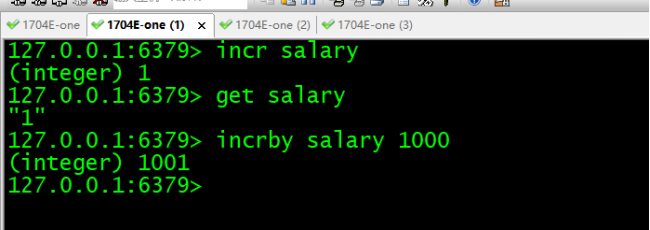 1704E-one
1704E-one (1)
1704E-one (2)
1704E-one (3)
127.0.0.1:6379> incr salary
(integer) 1
127.0.0.1:6379> get salary
"1"
127.0.0.1:6379> incrby salary 1000
(integer) 1001
127.0.0.1:6379>